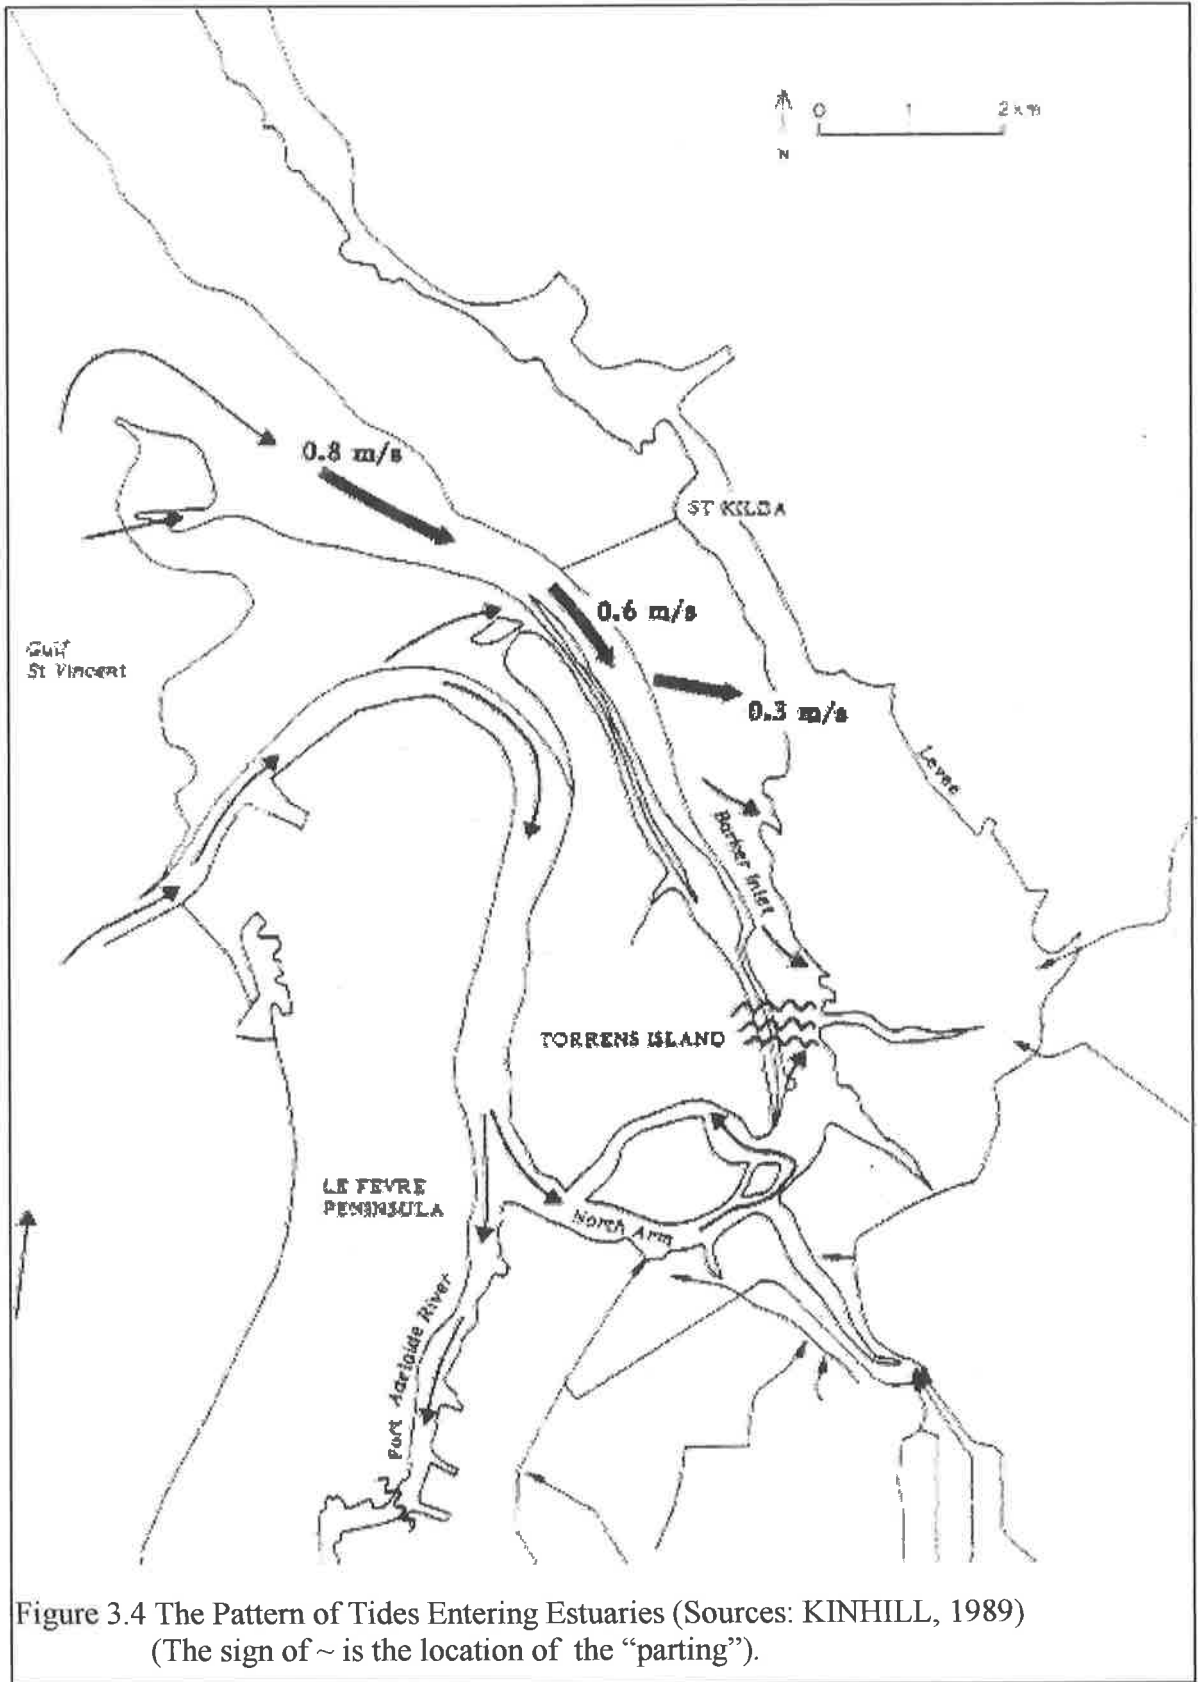 0 1 2 km
N
0.8 m/s
ST KILDA
0.6 m/s
Gulf
St Vincent
0.3 m/s
Levee
Barker Inlet
TORRENS ISLAND
LE FEVRE
PENINSULA
North Arm
Port Adelaide River
Figure 3.4 The Pattern of Tides Entering Estuaries (Sources: KINHILL, 1989)
(The sign of ~ is the location of the “parting”).